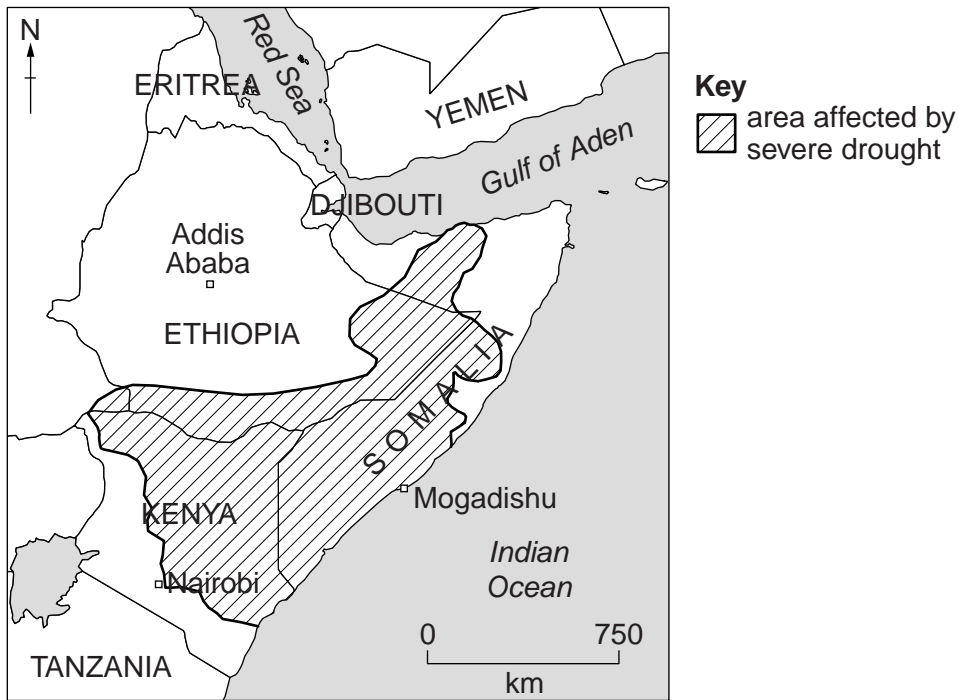 N
Red Sea
ERITREA
YEMEN
Key
area affected by
severe drought
Gulf of Aden
DJIBOUTI
Addis
Ababa
ETHIOPIA
SOMALIA
Mogadishu
KENYA
Indian
Ocean
Nairobi
0 750
km
TANZANIA